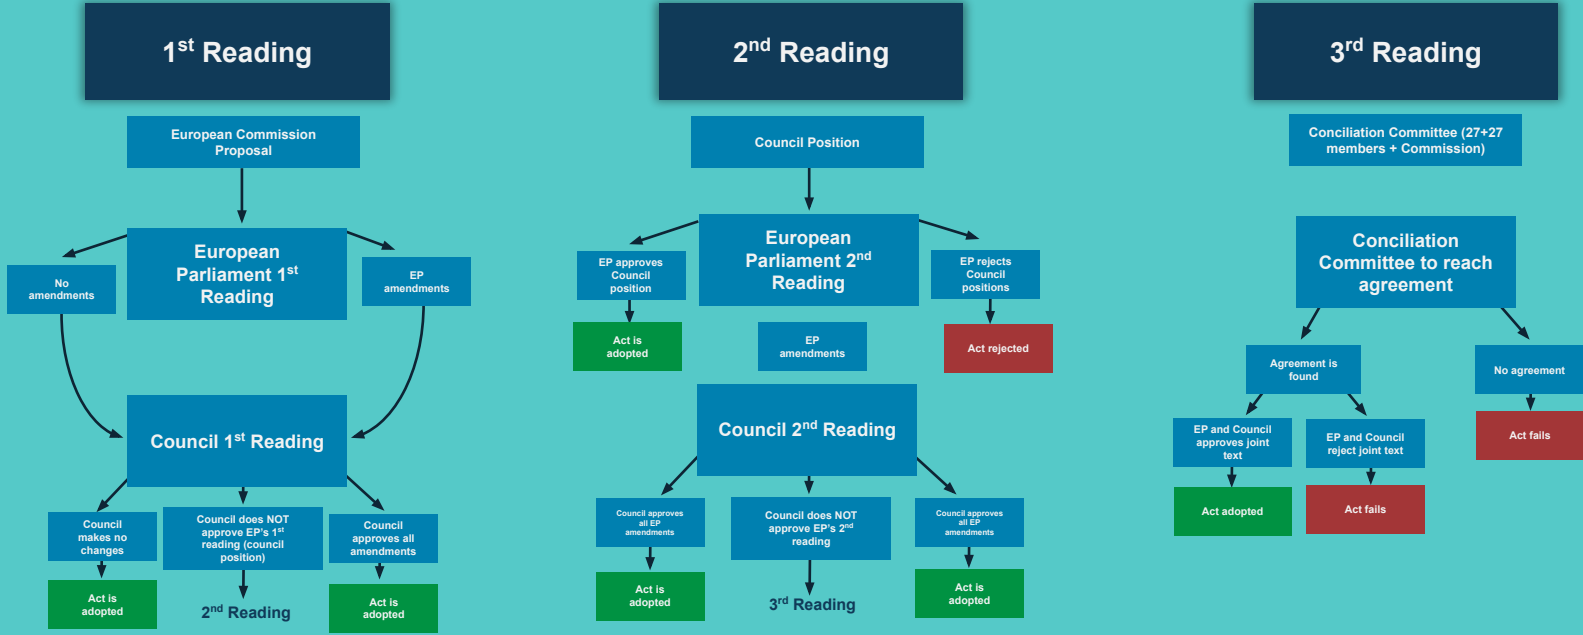 1st Reading
European Commission
Proposal
European
Parliament 1st
Reading
No
amendments
EP
amendments
Council 1st Reading
Council
makes no
changes
Council does NOT
approve EP's 1st
reading (council
position)
Council
approves all
amendments
Act is
adopted
2nd Reading
Act is
adopted
2nd Reading
Council Position
European
Parliament 2nd
Reading
EP approves
Council
position
EP rejects
Council
positions
Act is
adopted
EP
amendments
Act rejected
Council 2nd Reading
Council approves
all EP
amendments
Council does NOT
approve EP's 2nd
reading
Council approves
all EP
amendments
Act is
adopted
3rd Reading
Act is
adopted
3rd Reading
Conciliation Committee (27+27
members + Commission)
Conciliation
Committee to reach
agreement
Agreement is
found
No agreement
EP and Council
approves joint
text
EP and Council
reject joint text
Act fails
Act adopted
Act fails